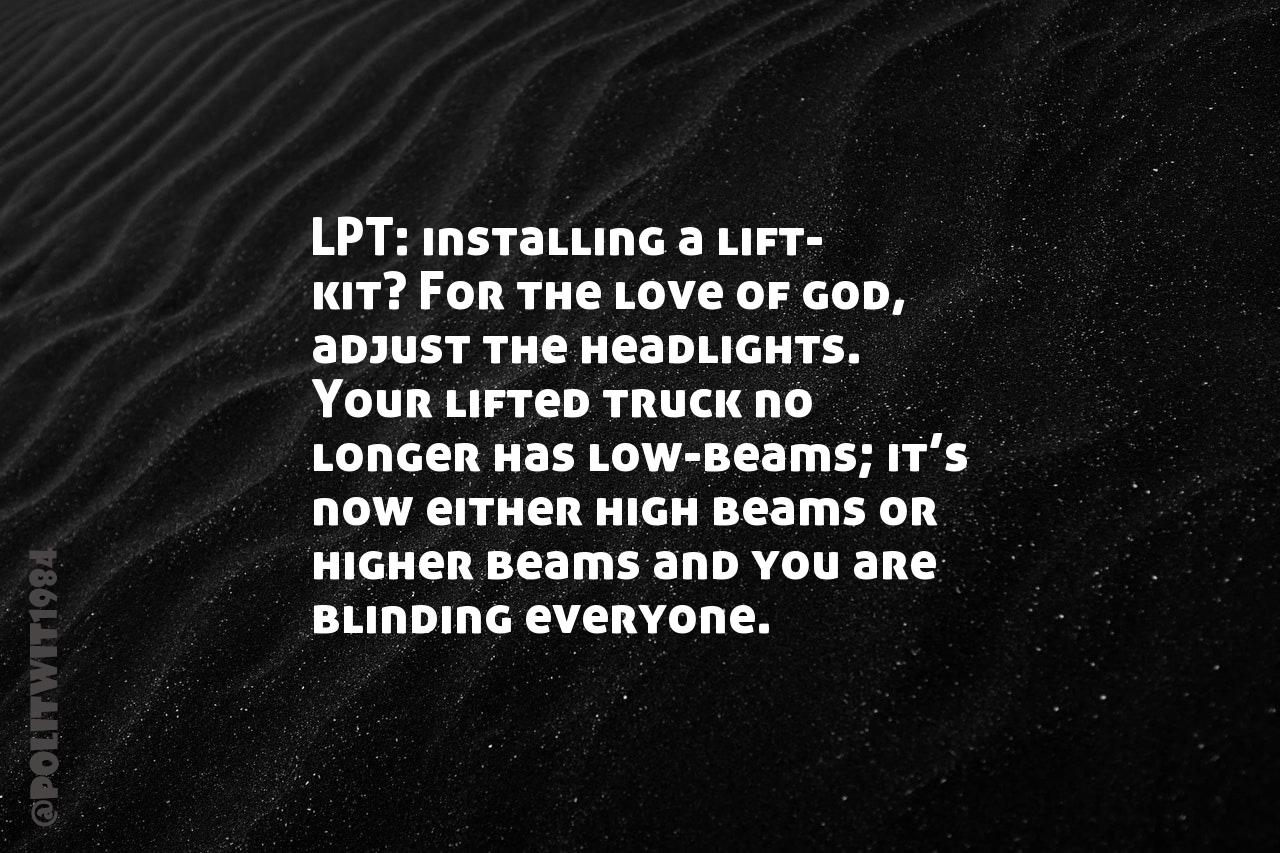 LPT: installing a lift-
kit? For the love of god,
adjust the headlights.
Your lifted truck no
longer has low-beams; it’s
now either high beams or
higher beams and you are
blinding everyone.
@POLITWIT1984